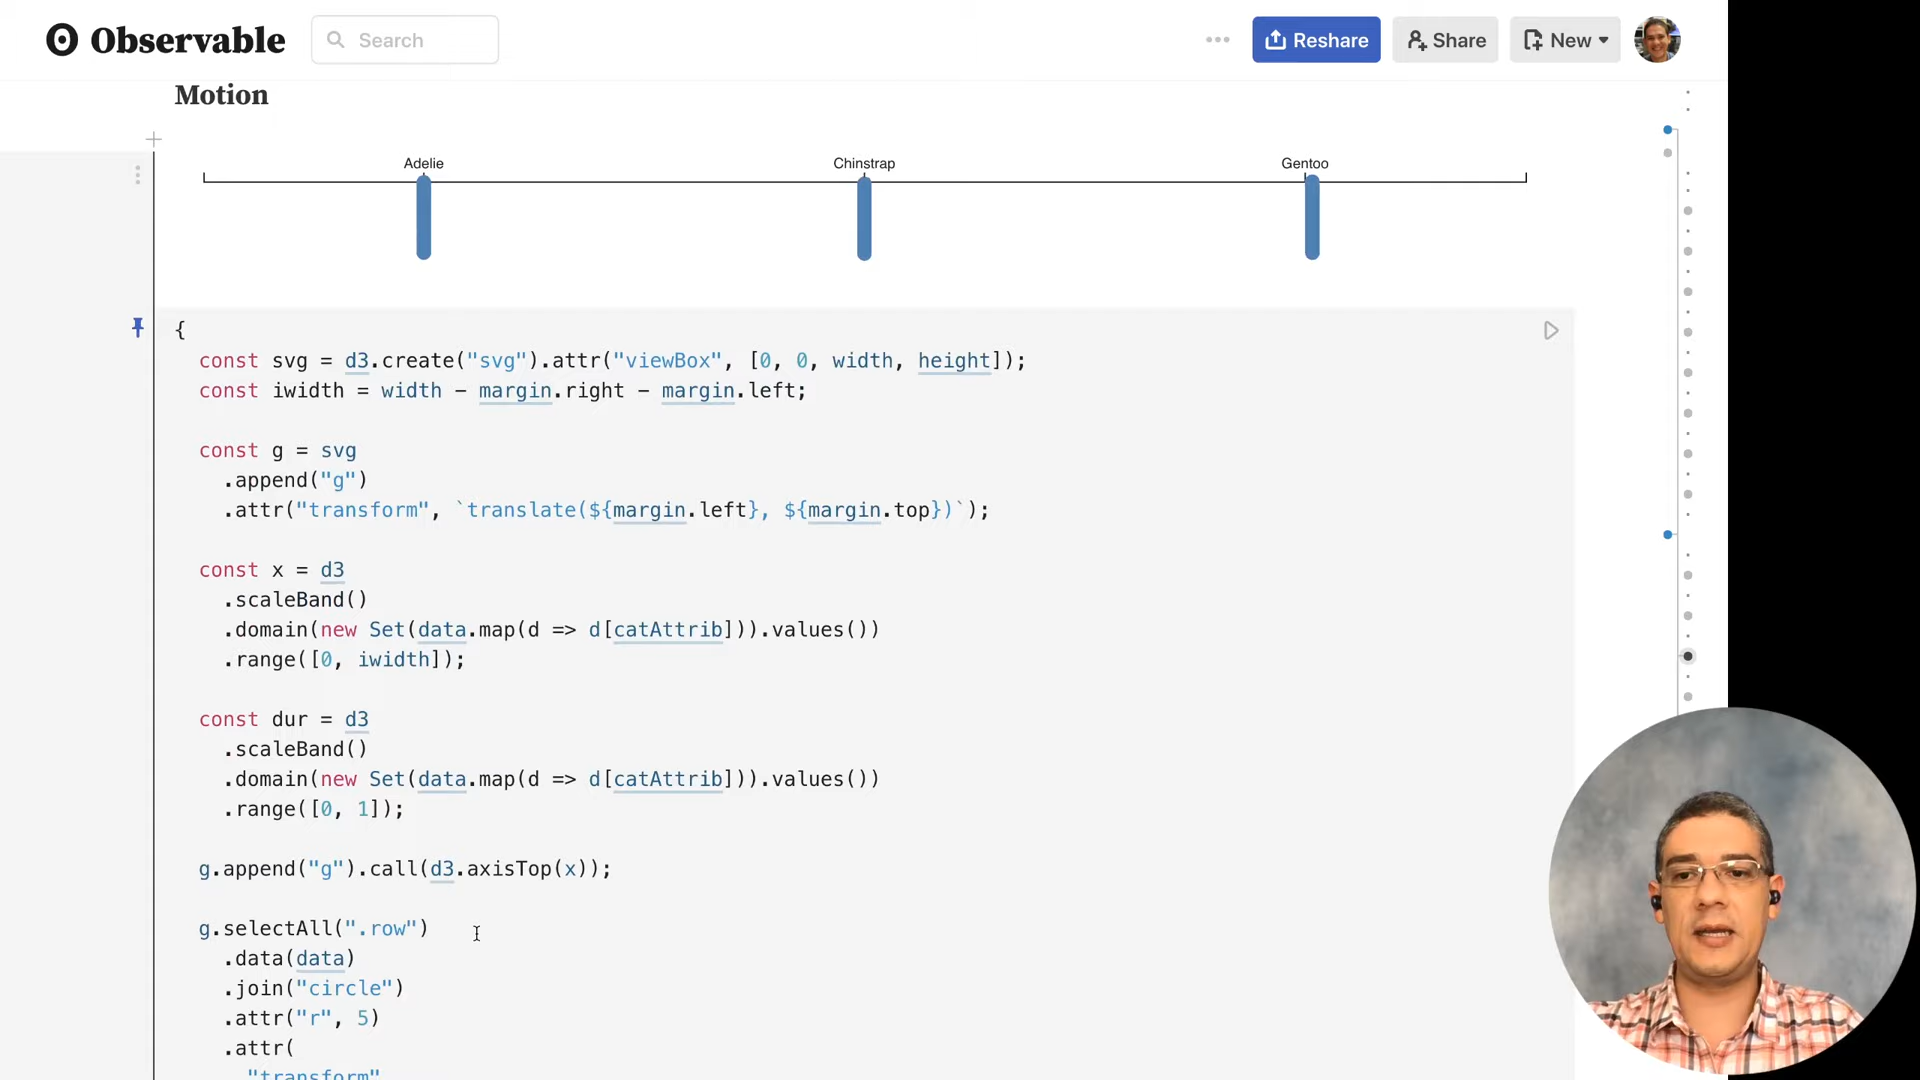 Observable
Search
Reshare
Share
New
Motion
Adelie
Chinstrap
Gentoo
{
const svg = d3.create("svg").attr("viewBox", [0, 0, width, height]);
const iwidth = width - margin.right - margin.left;
const g = svg
.append("g")
.attr("transform", `translate(${margin.left}, ${margin.top})`);
const x = d3
.scaleBand()
.domain(new Set(data.map(d => d[catAttrib])).values())
.range([0, iwidth]);
const dur = d3
.scaleBand()
.domain(new Set(data.map(d => d[catAttrib])).values())
.range([0, 1]);
g.append("g").call(d3.axisTop(x));
g.selectAll(".row")
.data(data)
.join("circle")
.attr("r", 5)
.attr(
"transform"